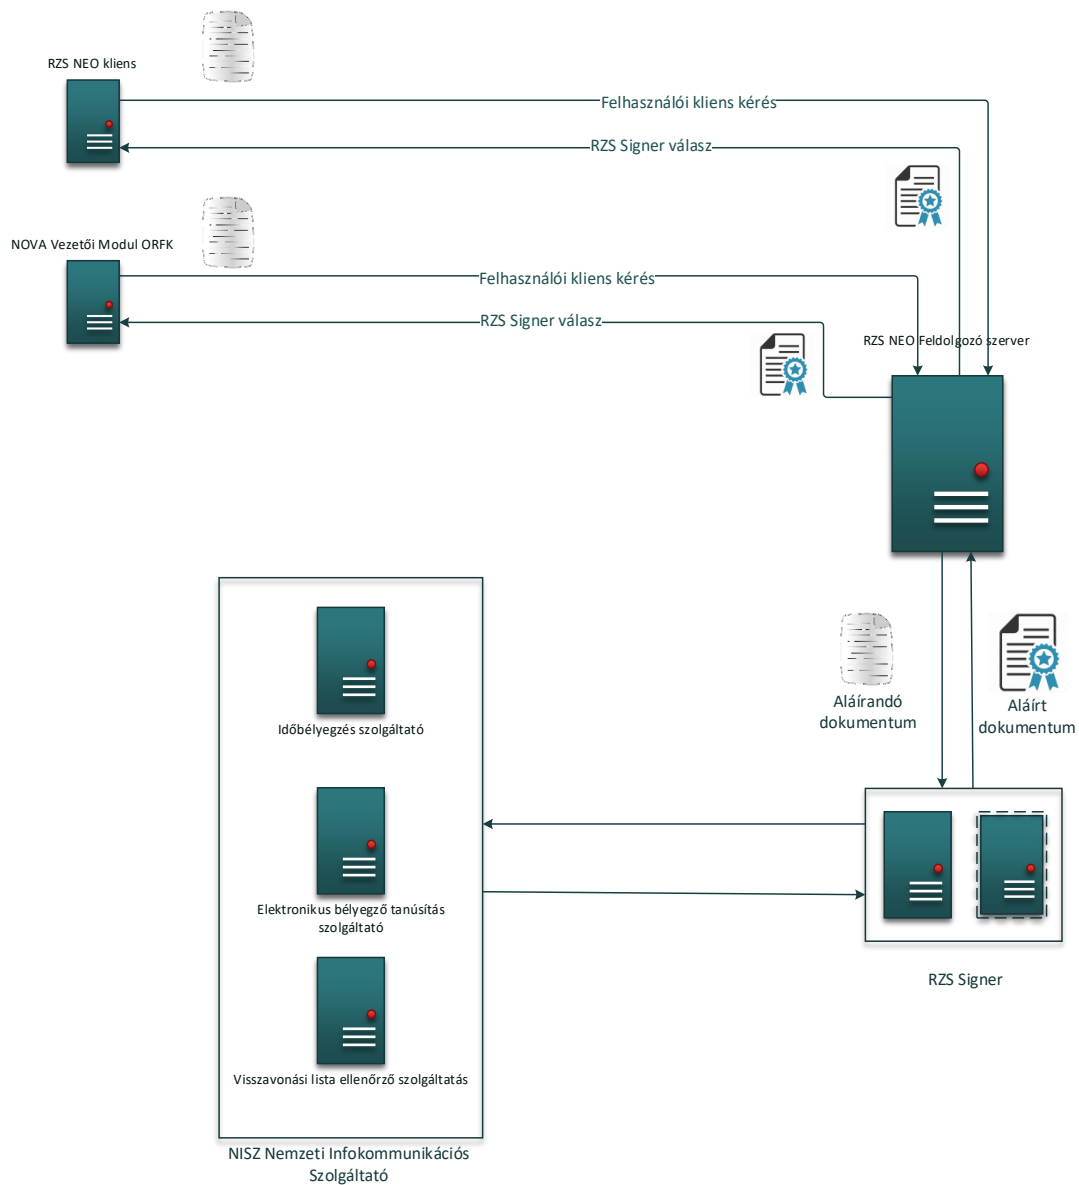 RZS NEO kliens
Felhasználói kliens kérés
RZS Signer válasz
NOVA Vezetői Modul ORFK
Felhasználói kliens kérés
RZS Signer válasz
RZS NEO Feldolgozó szerver
Aláírandó
dokumentum
Aláírt
dokumentum
Időbélyegzés szolgáltató
Elektronikus bélyegző tanúsítás
szolgáltató
RZS Signer
Visszavonási lista ellenőrző szolgáltatás
NISZ Nemzeti Infokommunikációs
Szolgáltató